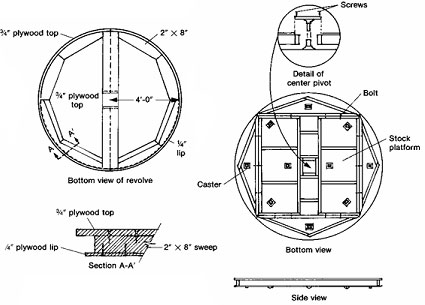 ¾" plywood top
2" × 8"
¾" plywood
top
4'-0"
A
A'
¼"
lip
Bottom view of revolve
¾" plywood top
¼" plywood lip
2" × 8" sweep
Section A-A'
Screws
Detail of
center pivot
Bolt
Stock
platform
Caster
Bottom view
Side view